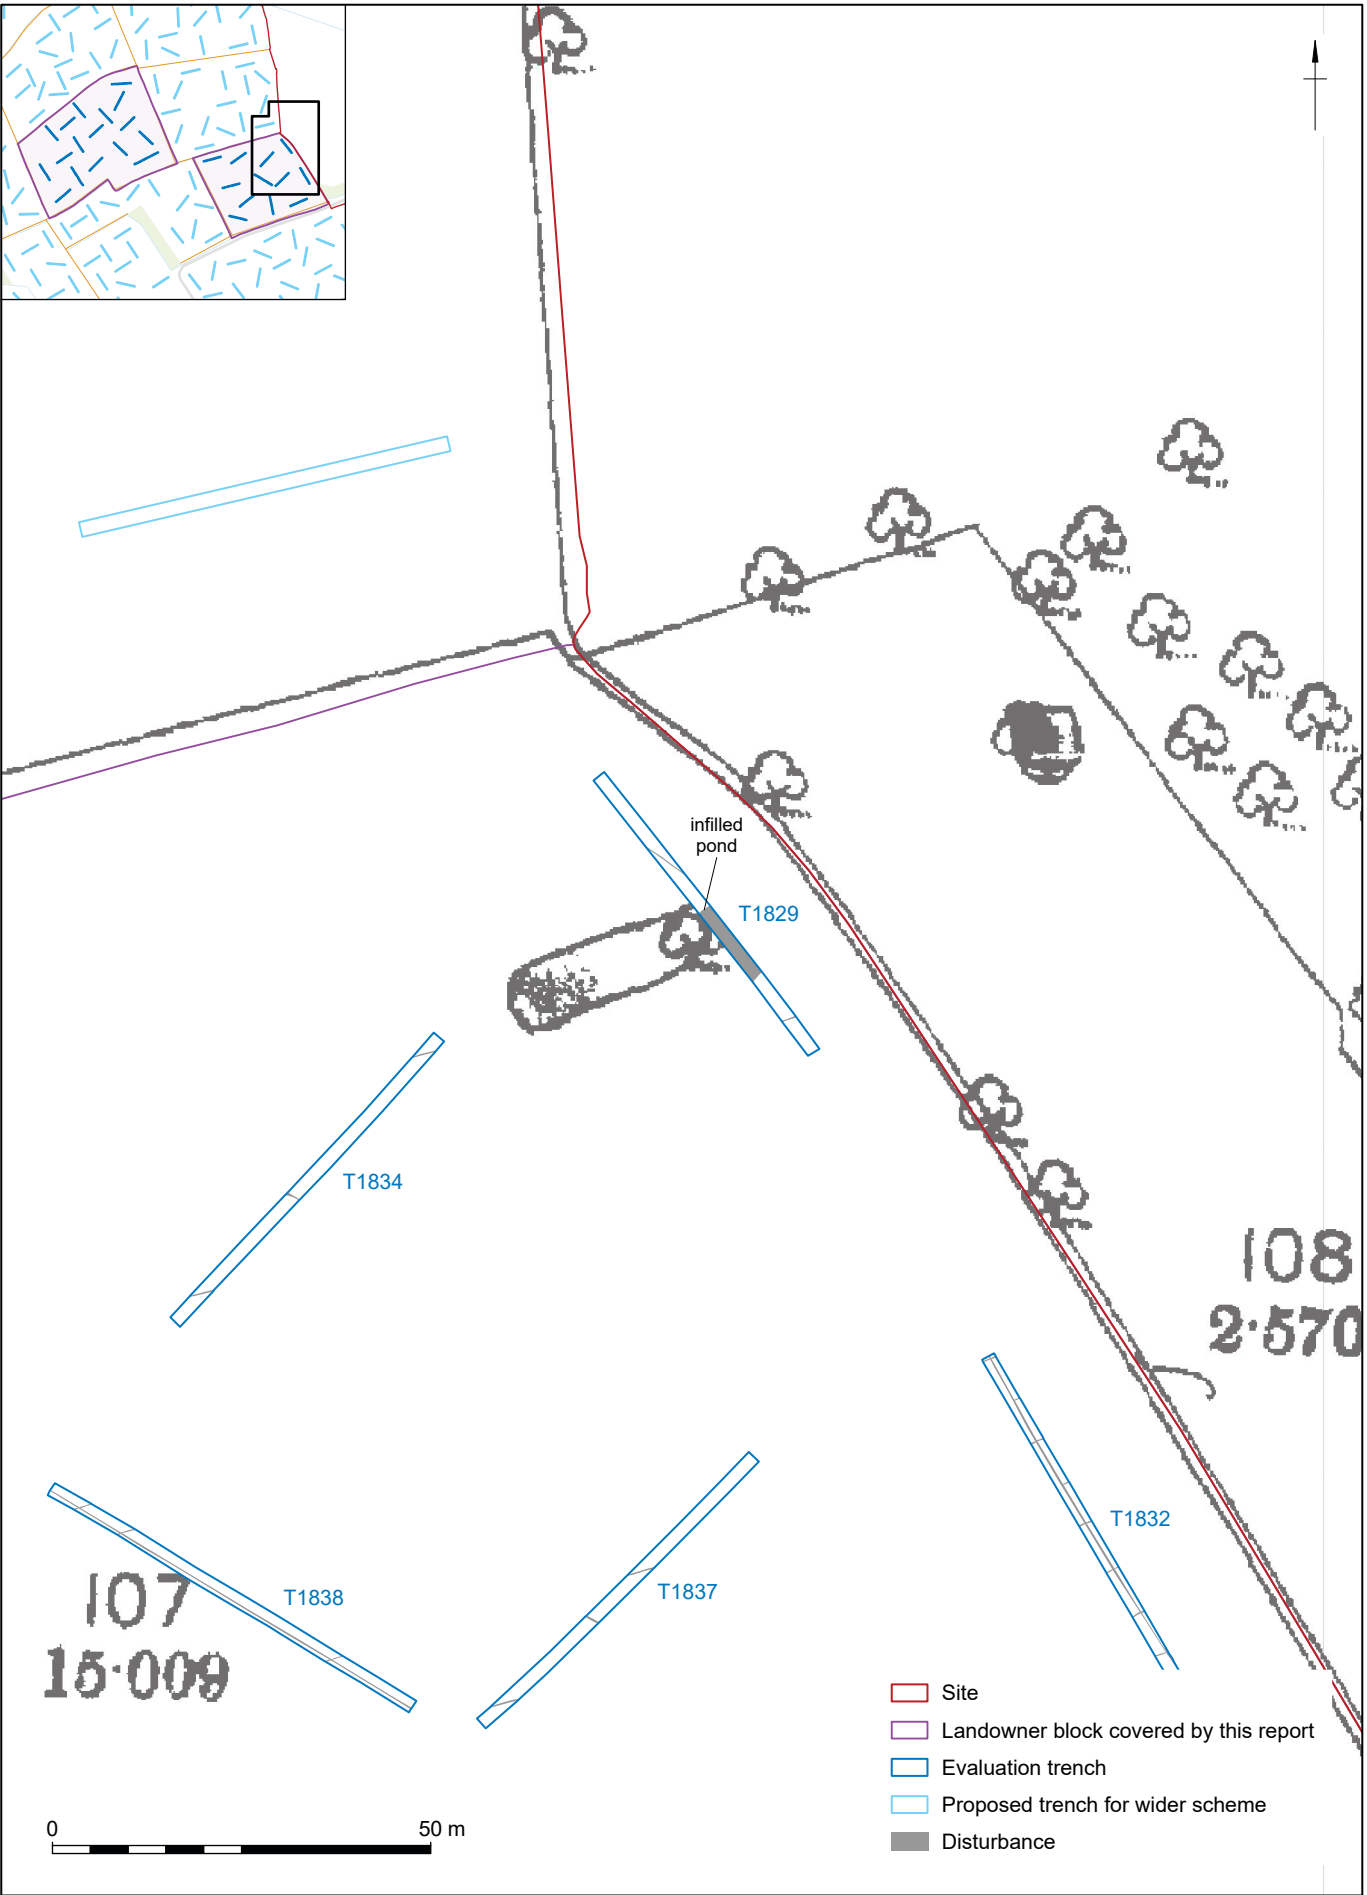 infilled
pond
T1829
T1834
108
2·570
T1832
T1838
T1837
107
15·009
Site
Landowner block covered by this report
Evaluation trench
Proposed trench for wider scheme
Disturbance
0 50 m